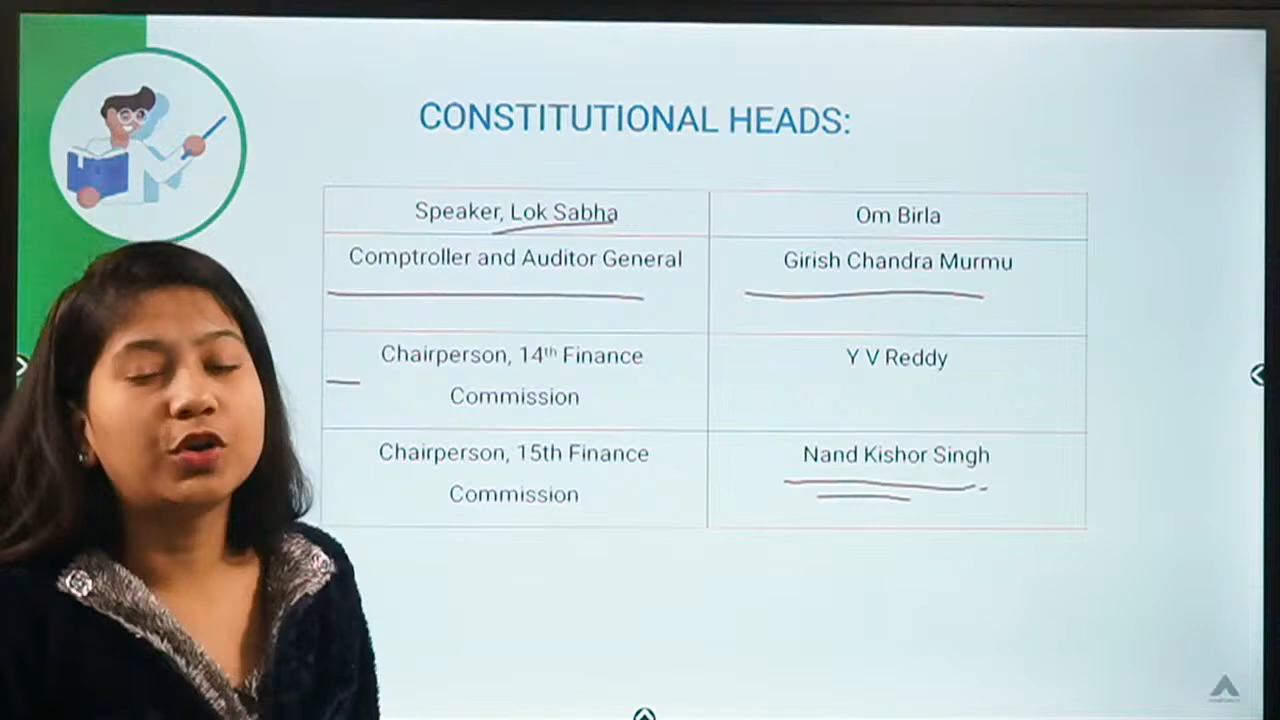 CONSTITUTIONAL HEADS:
Speaker, Lok Sabha
Om Birla
Comptroller and Auditor General
Girish Chandra Murmu
Chairperson, 14th Finance
Commission
Y V Reddy
Chairperson, 15th Finance
Commission
Nand Kishor Singh